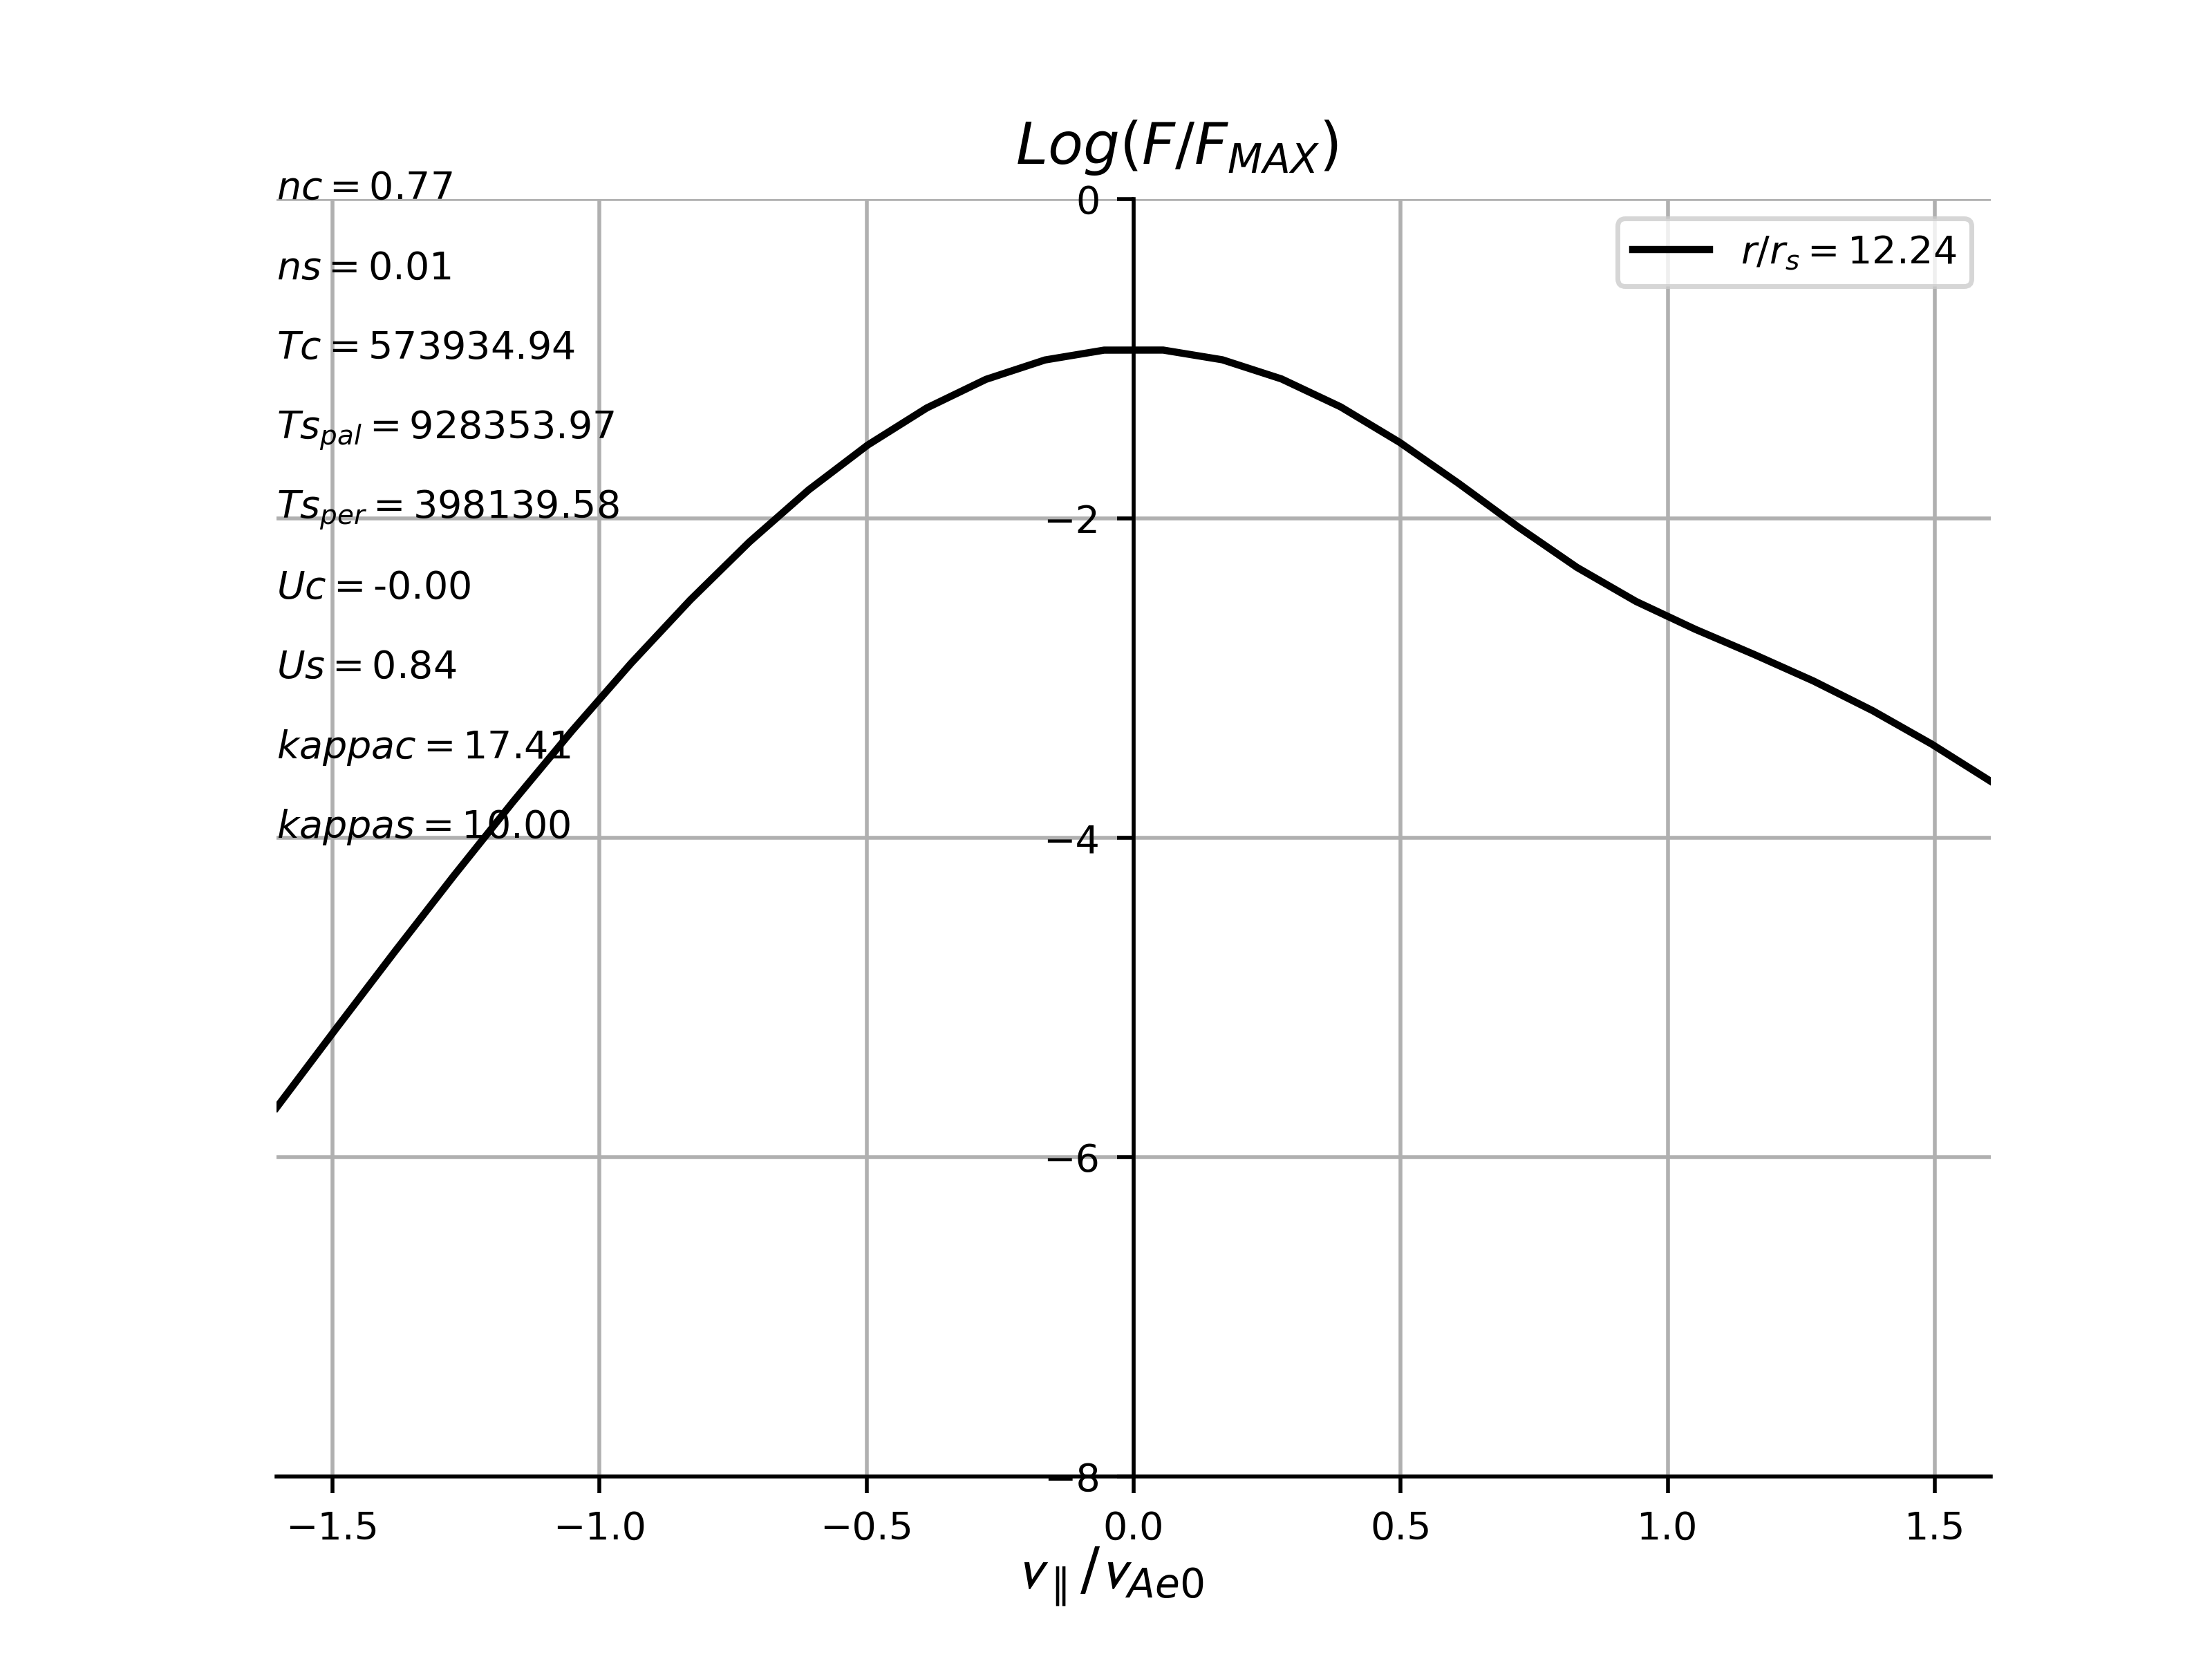 Log(F/F_MAX)
nc = 0.77
ns = 0.01
Tc = 573934.94
Ts_pal = 928353.97
Ts_per = 398139.58
Uc = -0.00
Us = 0.84
kappac = 17.41
kappas = 10.00
r/r_s = 12.24
0
−2
−4
−6
−8
−1.5 −1.0 −0.5 0.0 0.5 1.0 1.5
v_∥/v_Ae0